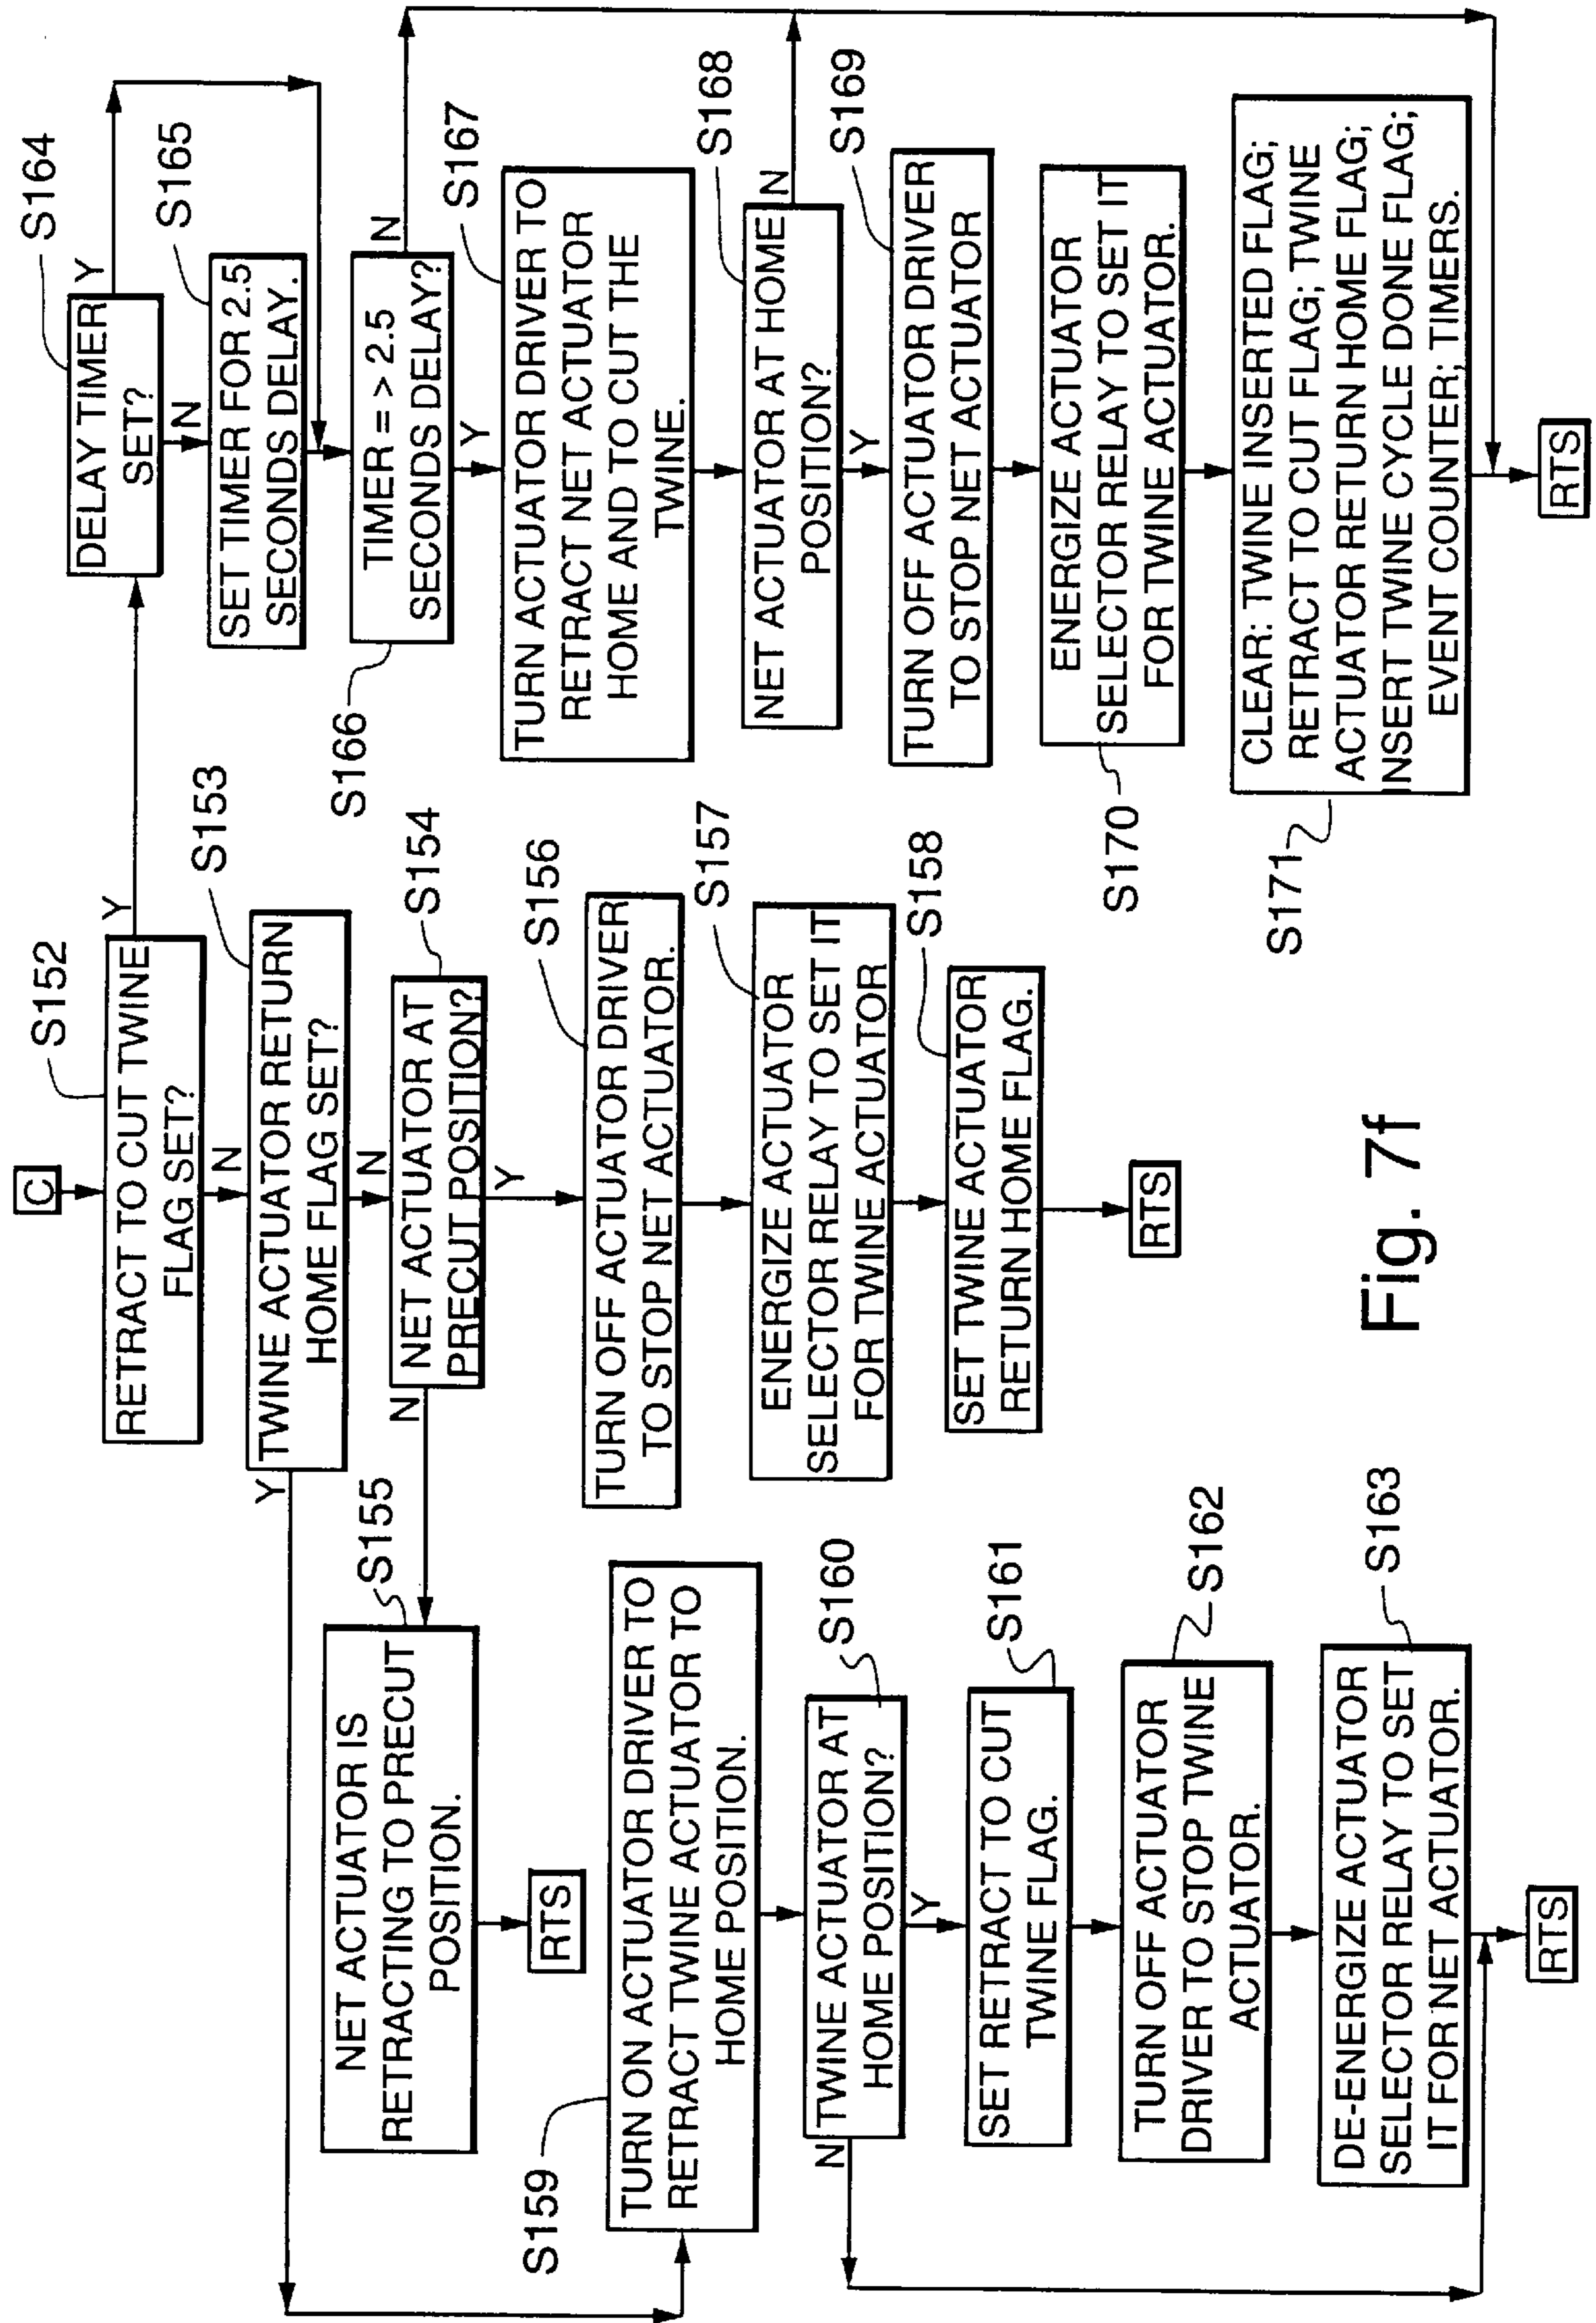 C
S152
RETRACT TO CUT TWINE
FLAG SET?
Y
N
S153
TWINE ACTUATOR RETURN
HOME FLAG SET?
Y
N
S154
NET ACTUATOR AT
PRECUT POSITION?
N
Y
S155
NET ACTUATOR IS
RETRACTING TO PRECUT
POSITION.
RTS
S156
TURN OFF ACTUATOR DRIVER
TO STOP NET ACTUATOR.
S157
ENERGIZE ACTUATOR
SELECTOR RELAY TO SET IT
FOR TWINE ACTUATOR
S158
SET TWINE ACTUATOR
RETURN HOME FLAG.
RTS
S159
TURN ON ACTUATOR DRIVER TO
RETRACT TWINE ACTUATOR TO
HOME POSITION.
S160
TWINE ACTUATOR AT
HOME POSITION?
N
Y
S161
SET RETRACT TO CUT
TWINE FLAG.
S162
TURN OFF ACTUATOR
DRIVER TO STOP TWINE
ACTUATOR.
S163
DE-ENERGIZE ACTUATOR
SELECTOR RELAY TO SET
IT FOR NET ACTUATOR.
RTS
S164
DELAY TIMER
SET?
Y
N
S165
SET TIMER FOR 2.5
SECONDS DELAY.
S166
TIMER = > 2.5
SECONDS DELAY?
N
Y
S167
TURN ACTUATOR DRIVER TO
RETRACT NET ACTUATOR
HOME AND TO CUT THE
TWINE.
S168
NET ACTUATOR AT HOME
POSITION?
N
Y
S169
TURN OFF ACTUATOR DRIVER
TO STOP NET ACTUATOR
S170
ENERGIZE ACTUATOR
SELECTOR RELAY TO SET IT
FOR TWINE ACTUATOR.
S171
CLEAR: TWINE INSERTED FLAG;
RETRACT TO CUT FLAG; TWINE
ACTUATOR RETURN HOME FLAG;
INSERT TWINE CYCLE DONE FLAG;
EVENT COUNTER; TIMERS.
RTS
Fig. 7f